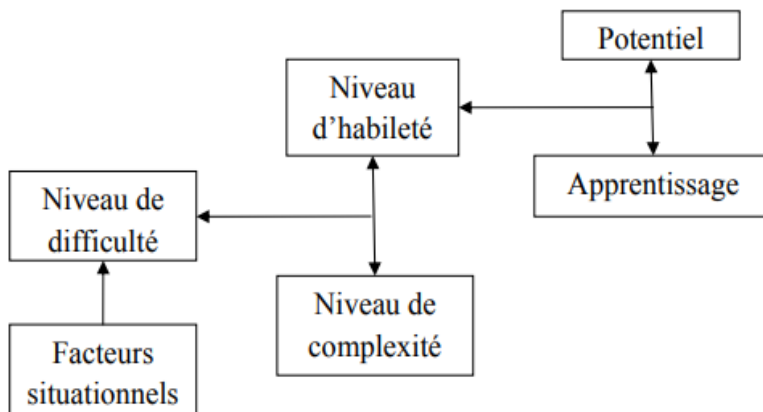 Potentiel
Niveau
d’habileté
Apprentissage
Niveau de
difficulté
Niveau de
complexité
Facteurs
situationnels